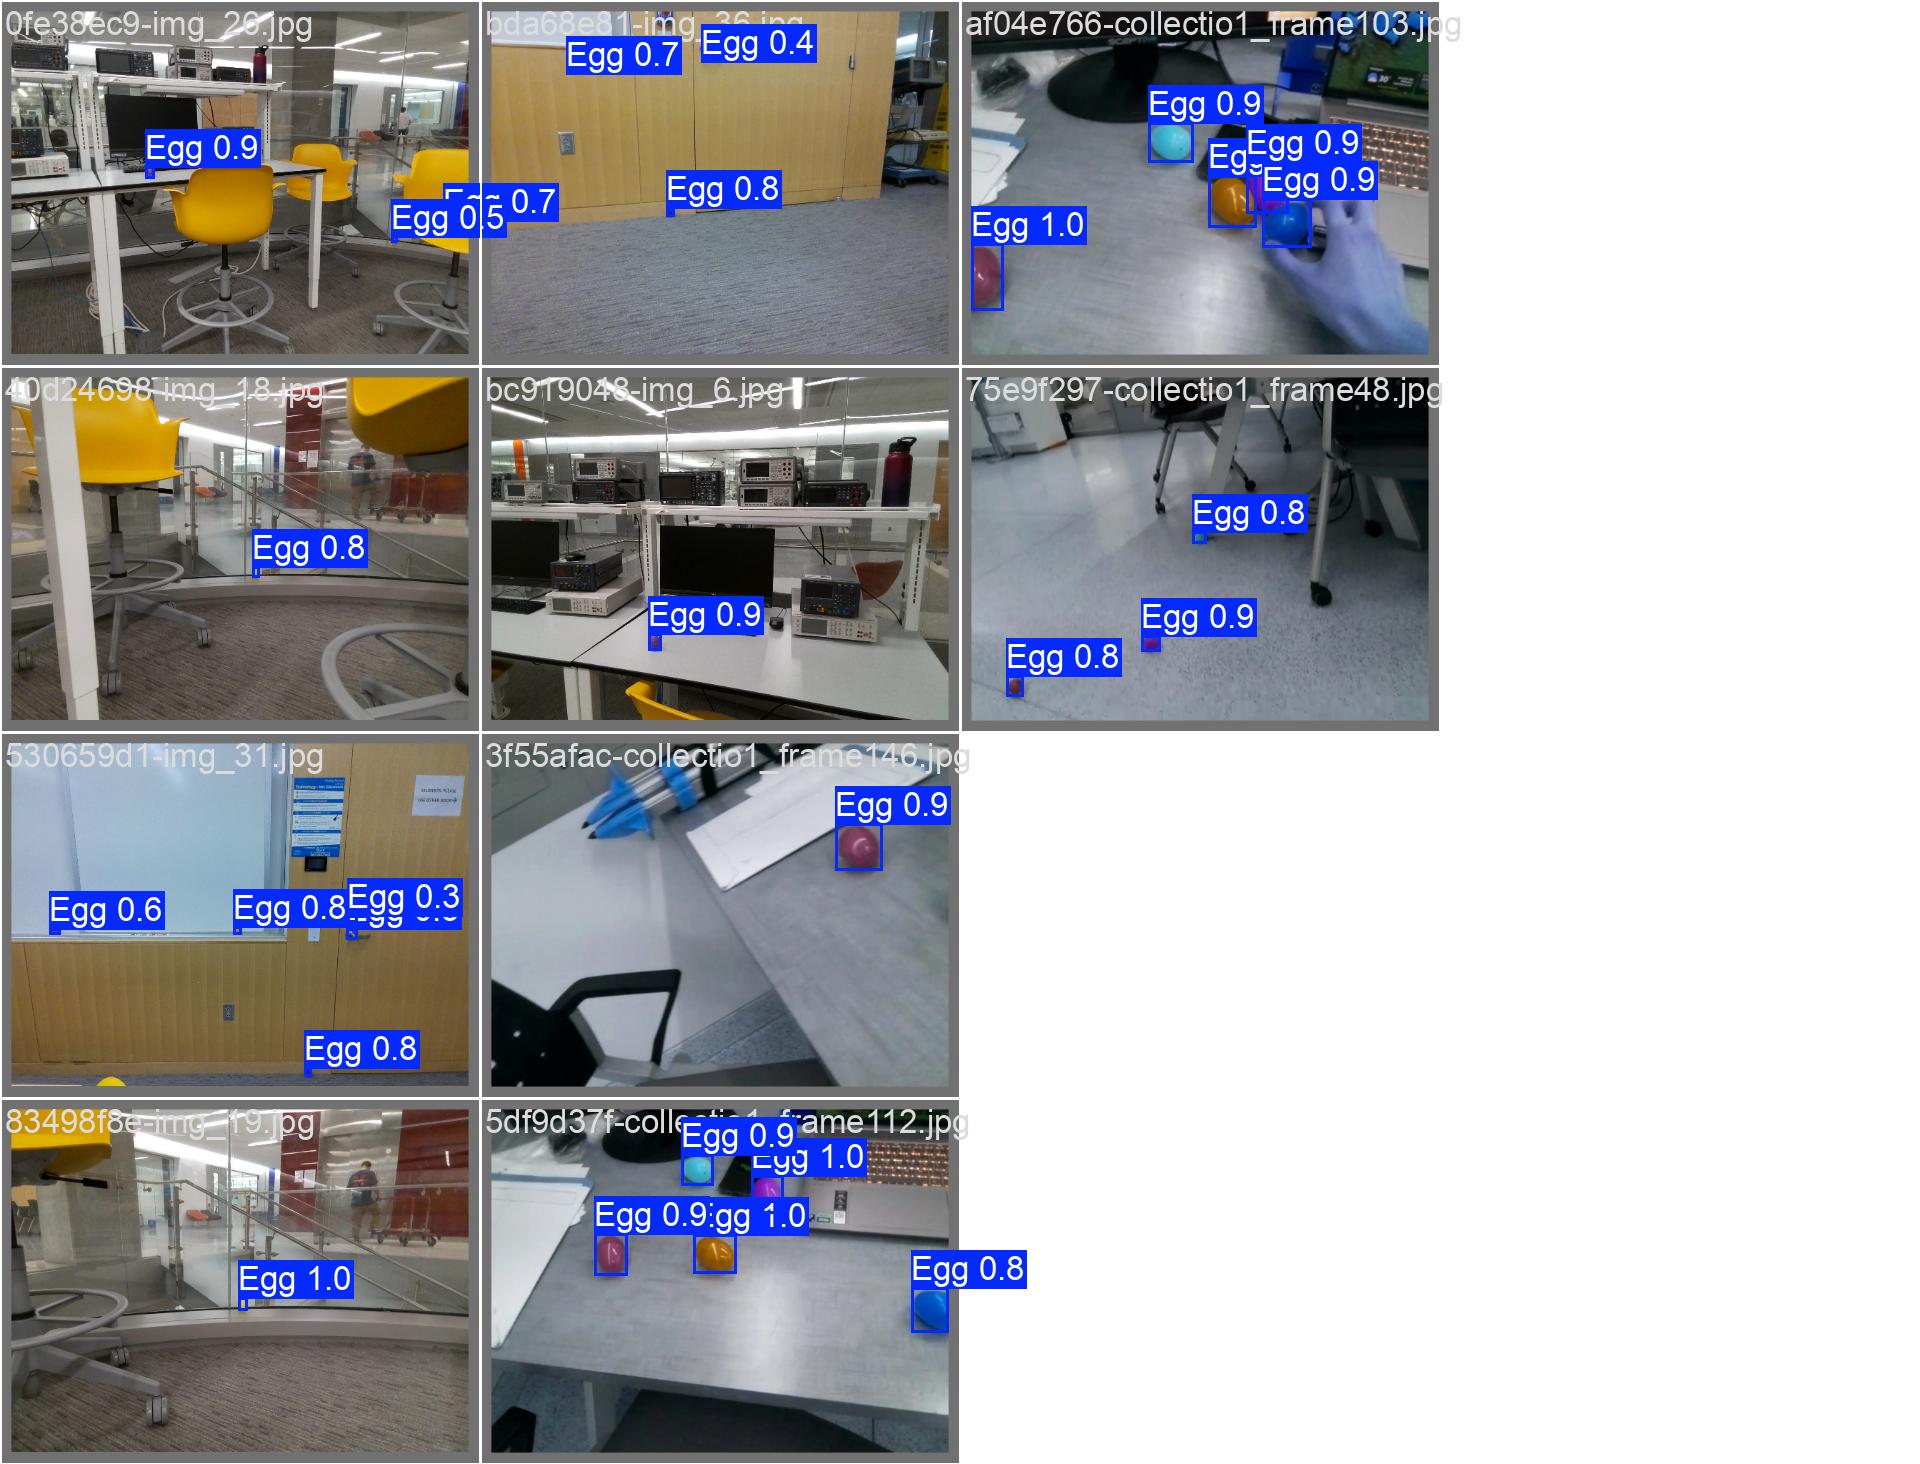 0fe38ec9-img_26.jpg
Egg 0.9
0.7
Egg 0.5
bda68e81-img_36.jpg
Egg 0.7
Egg 0.4
Egg 0.8
af04e766-collectio1_frame103.jpg
Egg 0.9
Egg 0.9
Egg 0.9
Egg 1.0
40d24698-img_18.jpg
Egg 0.8
bc919048-img_6.jpg
Egg 0.9
75e9f297-collectio1_frame48.jpg
Egg 0.8
Egg 0.9
Egg 0.8
530659d1-img_31.jpg
Egg 0.6
Egg 0.8
Egg 0.3
Egg 0.8
3f55afac-collectio1_frame146.jpg
Egg 0.9
83498f8e-img_19.jpg
Egg 1.0
5df9d37f-collectio1_frame112.jpg
Egg 0.9
Egg 1.0
Egg 0.9
1.0
Egg 0.8